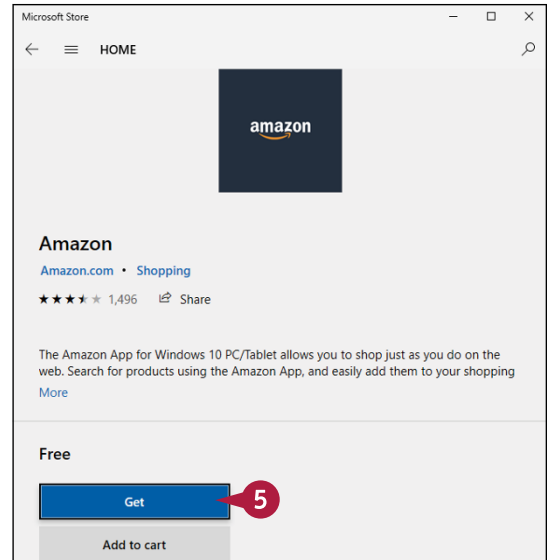 Microsoft Store
HOME
amazon
Amazon
Amazon.com • Shopping
1,496 Share
The Amazon App for Windows 10 PC/Tablet allows you to shop just as you do on the
web. Search for products using the Amazon App, and easily add them to your shopping
More
Free
Get 5
Add to cart